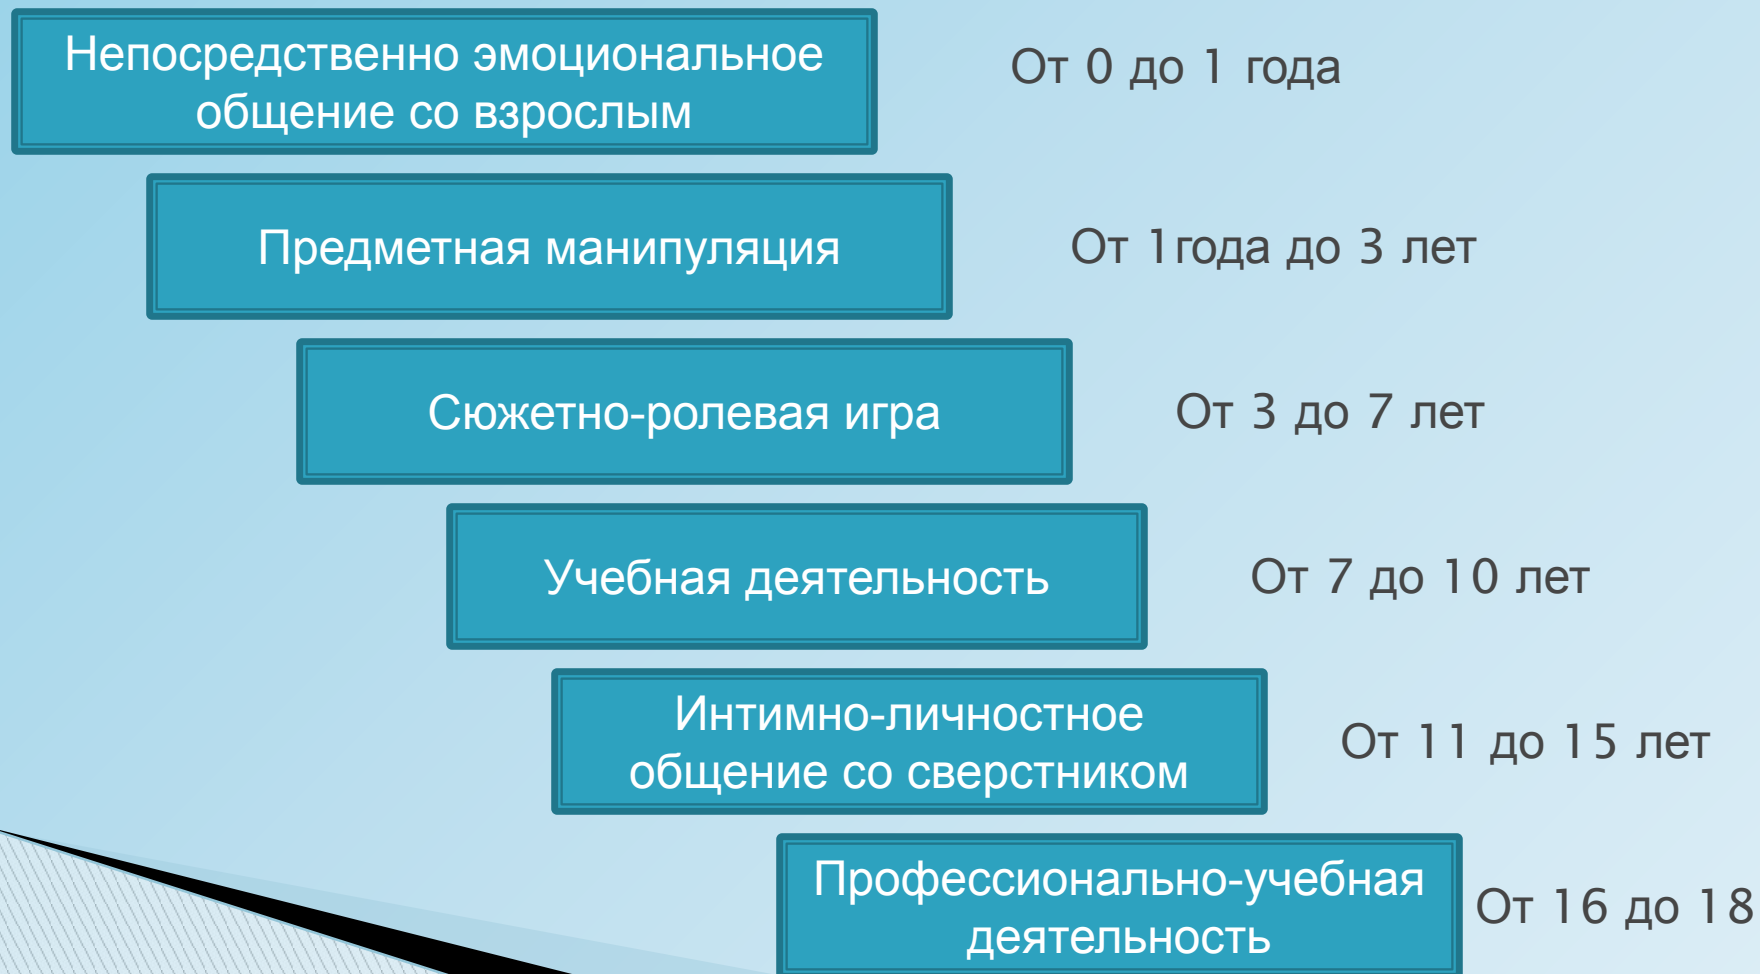 Непосредственно эмоциональное
общение со взрослым
От 0 до 1 года
Предметная манипуляция
От 1года до 3 лет
Сюжетно-ролевая игра
От 3 до 7 лет
Учебная деятельность
От 7 до 10 лет
Интимно-личностное
общение со сверстником
От 11 до 15 лет
Профессионально-учебная
деятельность
От 16 до 18